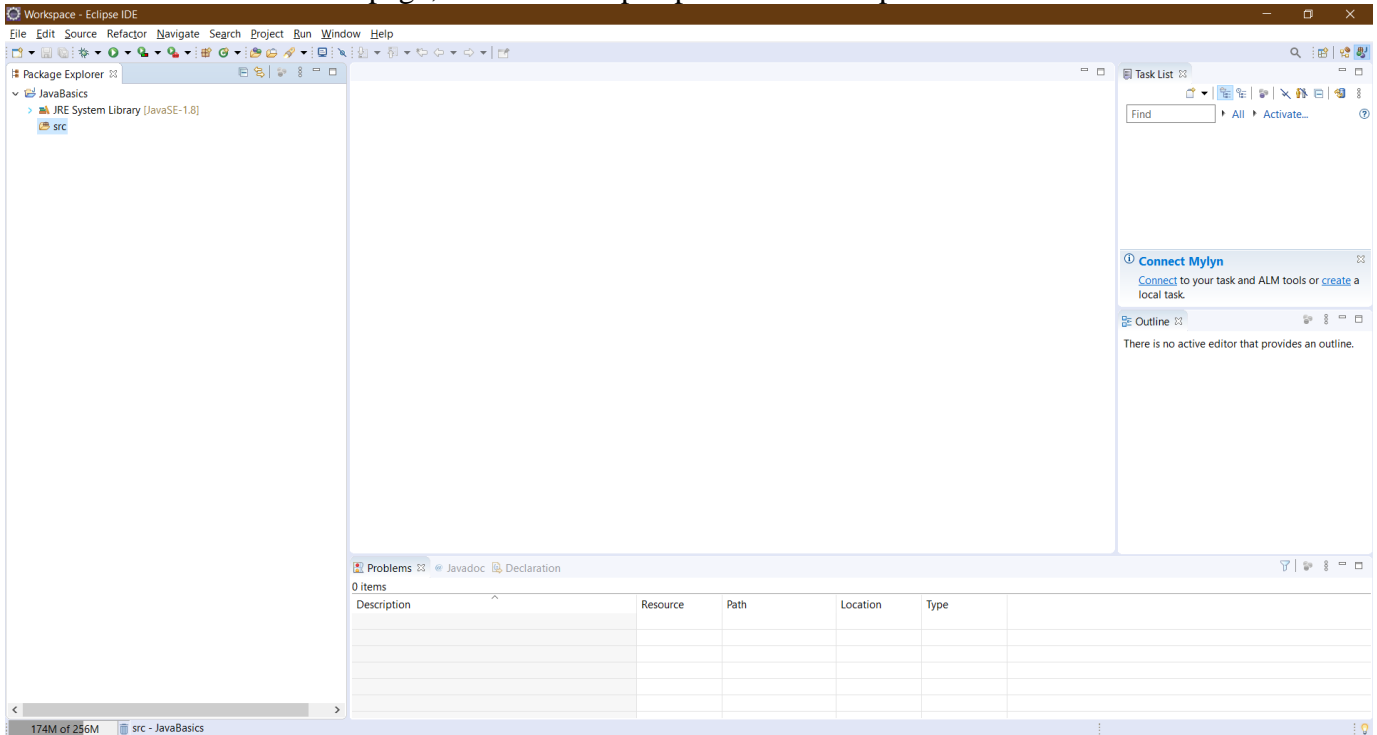 Workspace - Eclipse IDE
File Edit Source Refactor Navigate Search Project Run Window Help
Package Explorer
JavaBasics
JRE System Library [JavaSE-1.8]
src
Task List
Find
All
Activate...
Connect Mylyn
Connect to your task and ALM tools or create a
local task.
Outline
There is no active editor that provides an outline.
Problems Javadoc Declaration
0 items
Description Resource Path Location Type
174M of 256M
src - JavaBasics